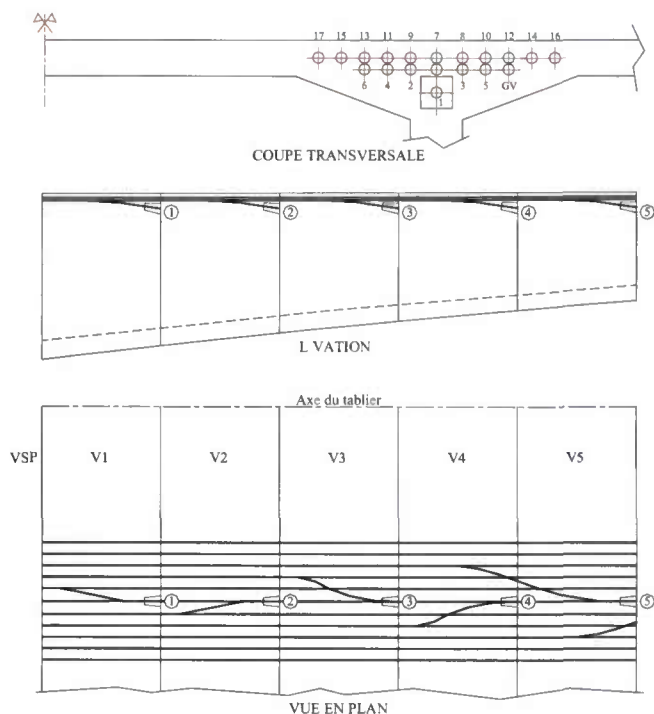 17 15 13 11 9 7 8 10 12 14 16
6 4 2 3 5 GV
1
COUPE TRANSVERSALE
1 2 3 4 5
L VATION
Axe du tablier
VSP V1 V2 V3 V4 V5
1 2 3 4 5
VUE EN PLAN